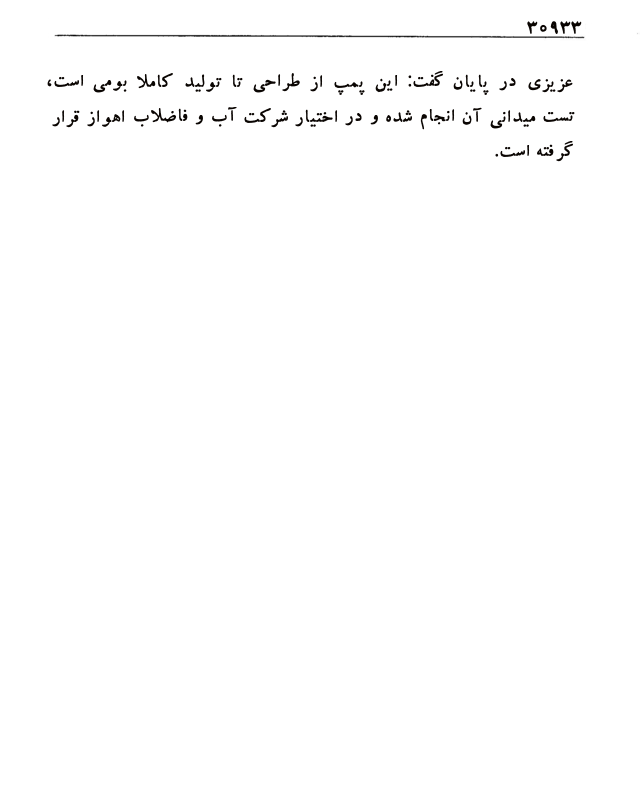 ۳۰۹۳۳
عزیزی در پایان گفت: این پمپ از طراحی تا تولید کاملا بومی است،
تست میدانی آن انجام شده و در اختیار شرکت آب و فاضلاب اهواز قرار
گرفته است.